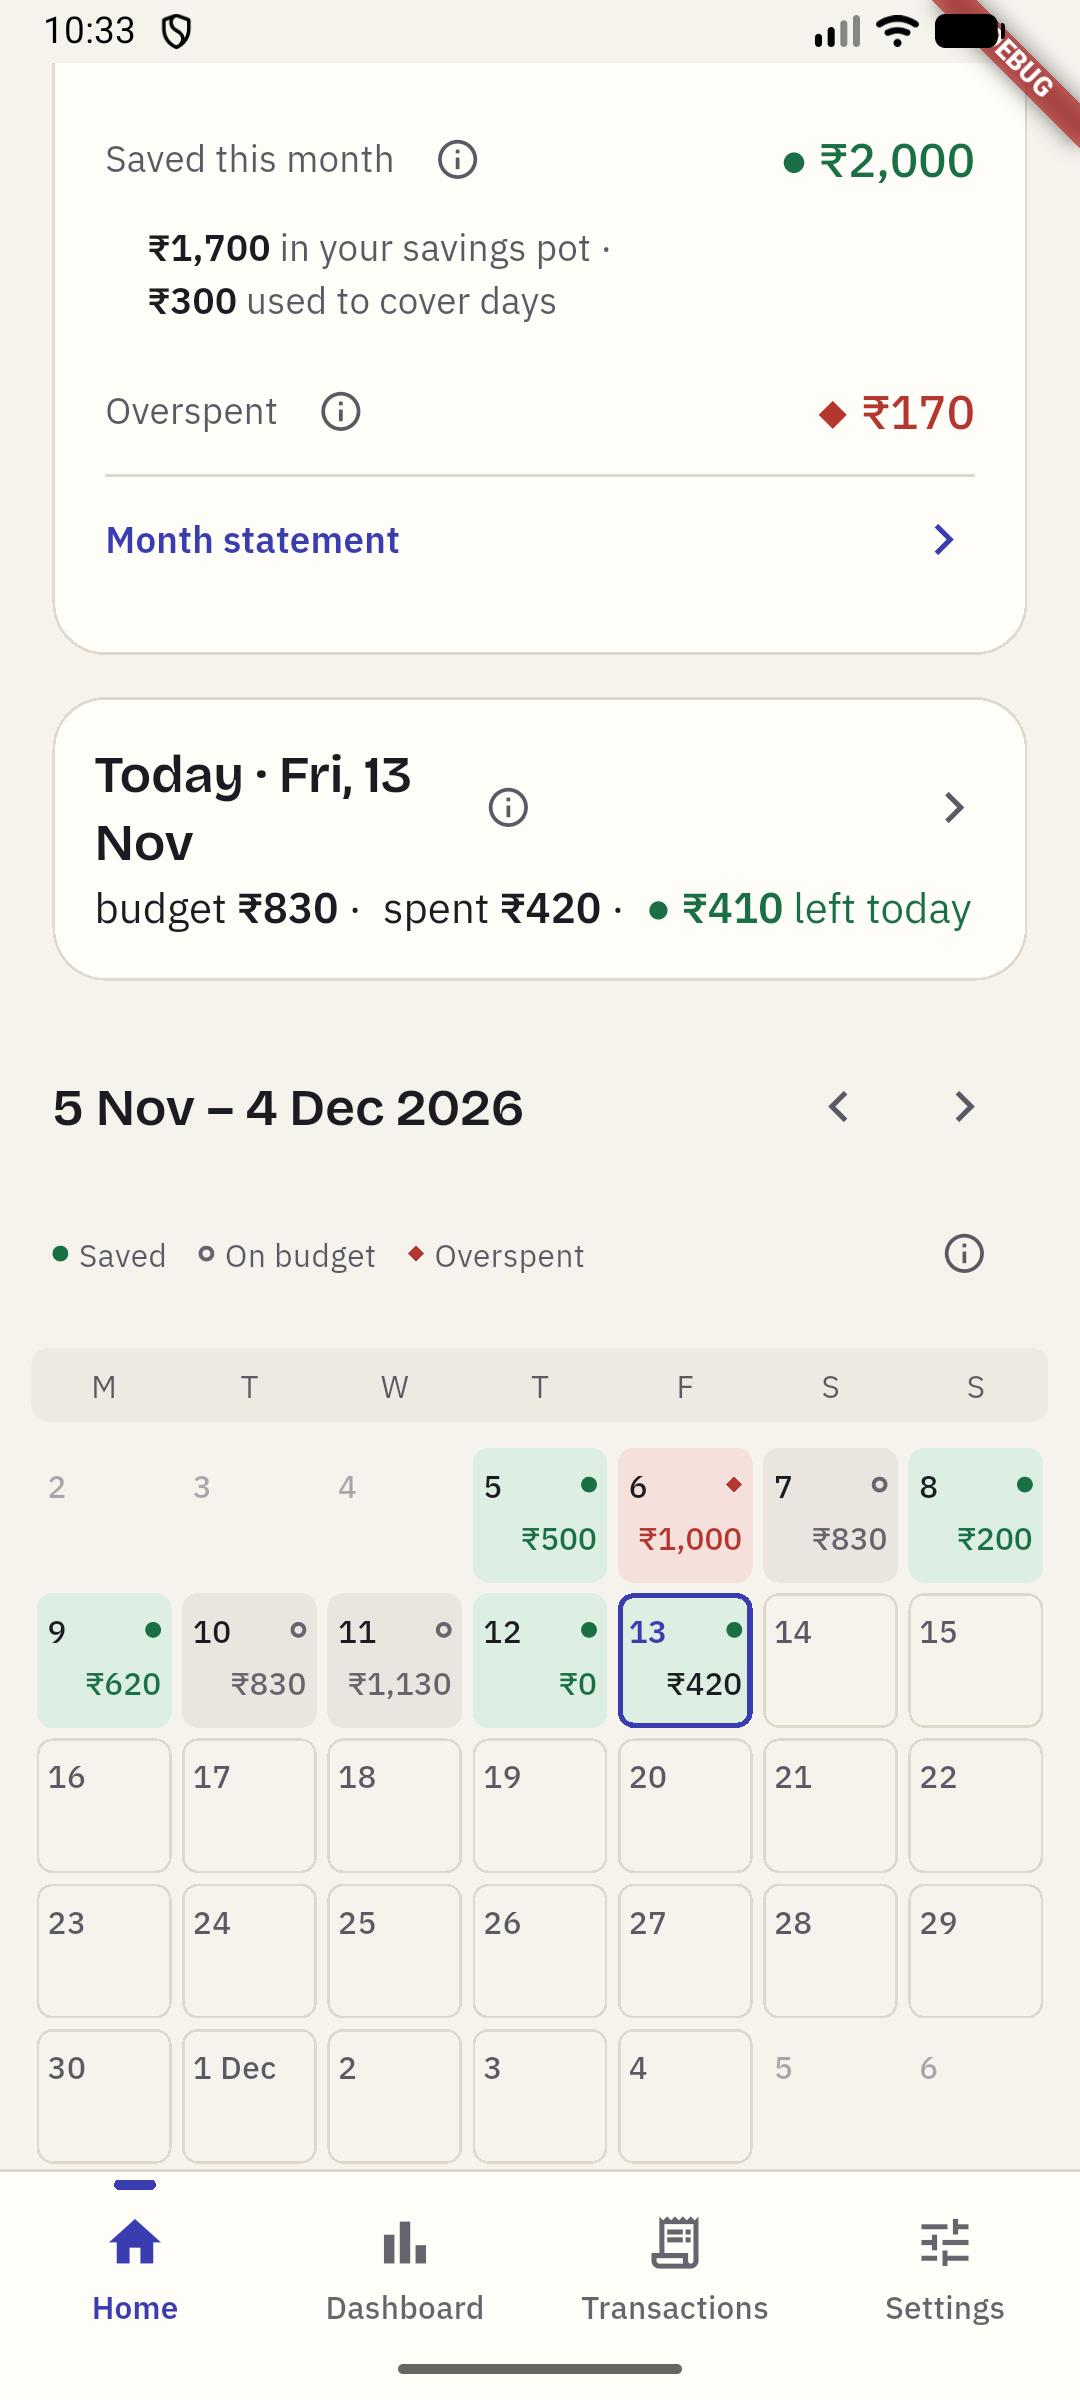 10:33
EBUG
Saved this month ₹2,000
₹1,700 in your savings pot ·
₹300 used to cover days
Overspent ₹170
Month statement
Today · Fri, 13
Nov
budget ₹830 · spent ₹420 · ₹410 left today
5 Nov – 4 Dec 2026
Saved On budget Overspent
M T W T F S S
2 3 4 5 6 7 8
₹500 ₹1,000 ₹830 ₹200
9 10 11 12 13 14 15
₹620 ₹830 ₹1,130 ₹0 ₹420
16 17 18 19 20 21 22
23 24 25 26 27 28 29
30 1 Dec 2 3 4 5 6
Home Dashboard Transactions Settings